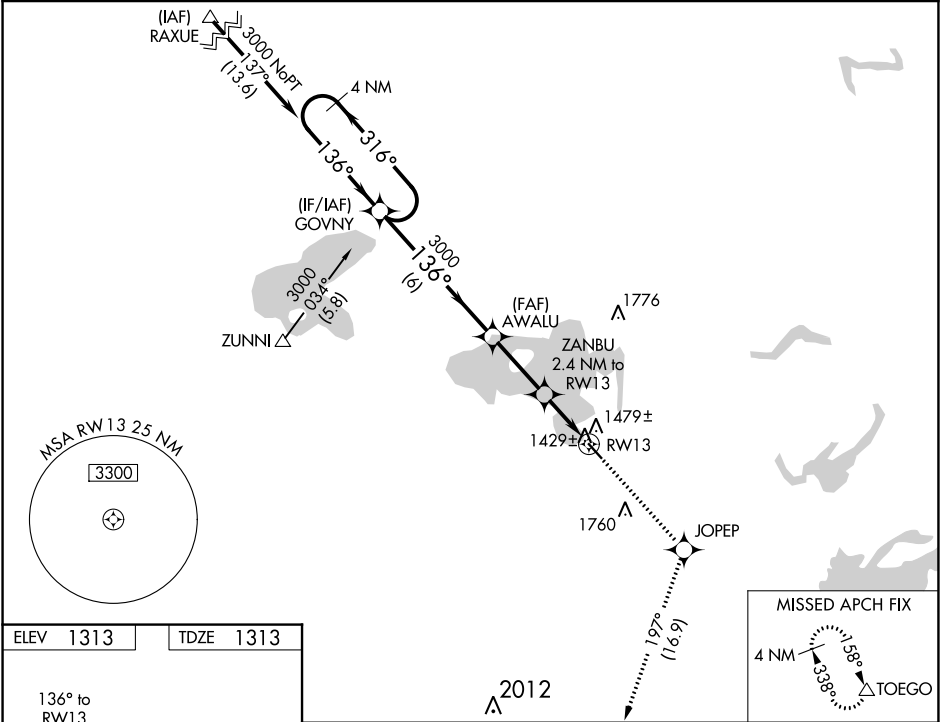 (IAF)
RAXUE
3000 NoPT
137°
(13.6)
4 NM
316°
136°
(IF/IAF)
GOVNY
3000
136°
(6)
3000
034°
(5.8)
ZUNNI
(FAF)
AWALU
1776
ZANBU
2.4 NM to
RW13
1479±
1429±
RW13
MSA RW13 25 NM
3300
1760
JOPEP
197°
(16.9)
2012
MISSED APCH FIX
4 NM
158°
338°
TOEGO
ELEV 1313
TDZE 1313
136° to
RW13